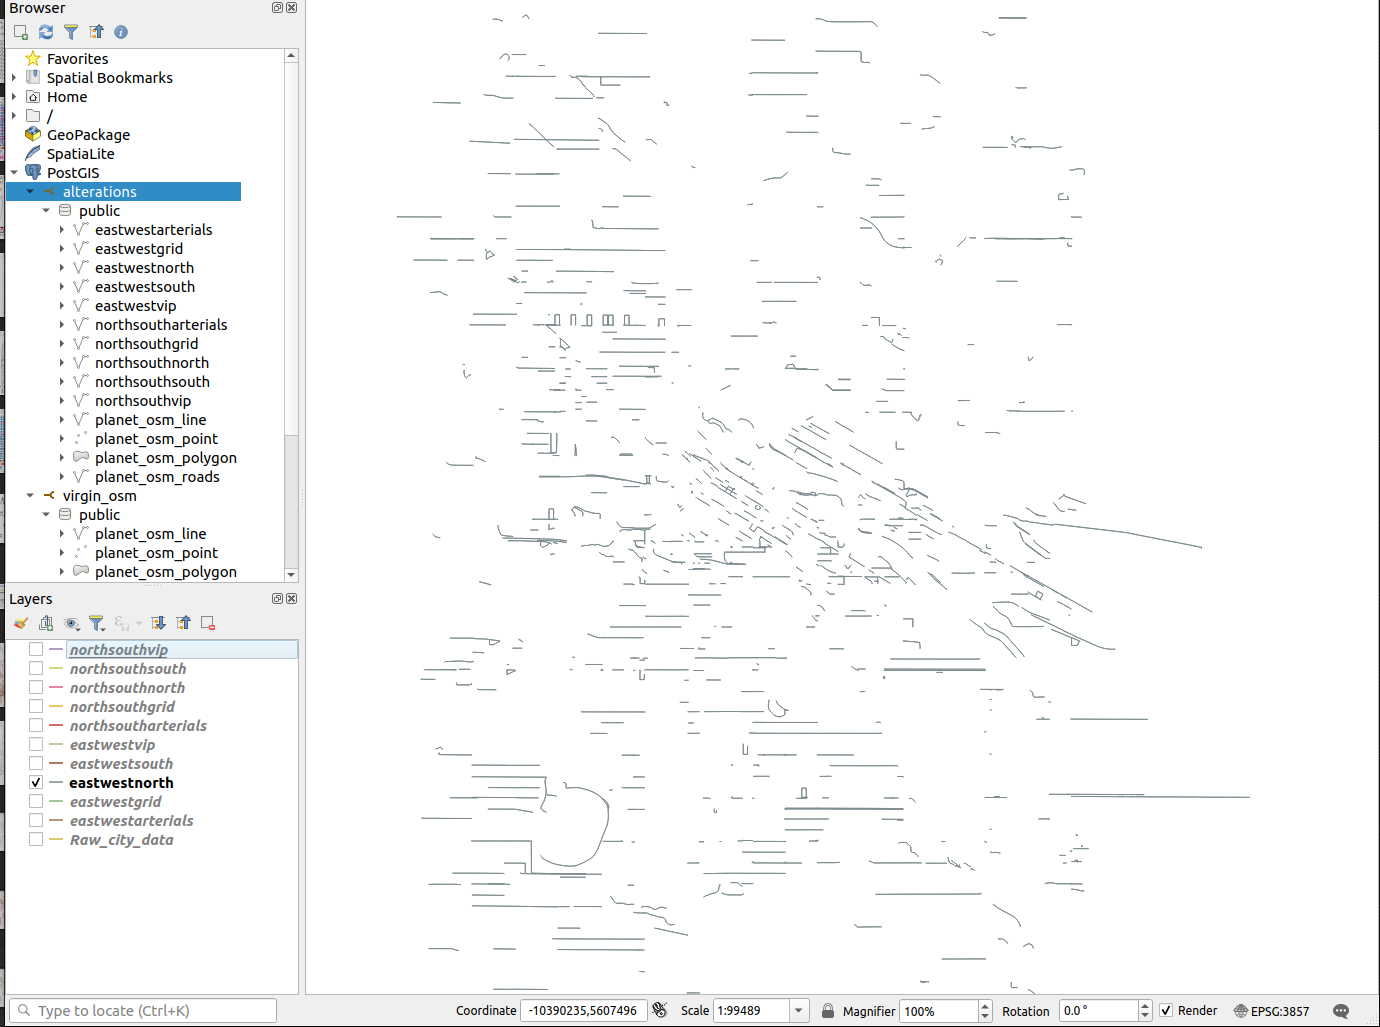 Browser
Favorites
Spatial Bookmarks
Home
/
GeoPackage
SpatiaLite
PostGIS
alterations
public
eastwestarterials
eastwestgrid
eastwestnorth
eastwestsouth
eastwestvip
northsoutharterials
northsouthgrid
northsouthnorth
northsouthsouth
northsouthvip
planet_osm_line
planet_osm_point
planet_osm_polygon
planet_osm_roads
virgin_osm
public
planet_osm_line
planet_osm_point
planet_osm_polygon
Layers
northsouthvip
northsouthsouth
northsouthnorth
northsouthgrid
northsoutharterials
eastwestvip
eastwestsouth
eastwestnorth
eastwestgrid
eastwestarterials
Raw_city_data
Type to locate (Ctrl+K) Coordinate -10390235,5607496 Scale 1:99489 Magnifier 100% Rotation 0.0 ° Render EPSG:3857